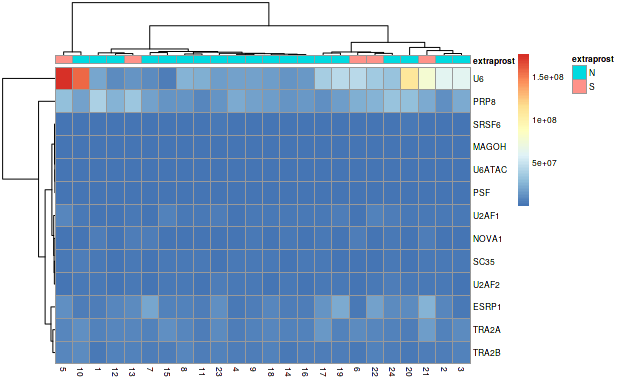 extraprost
U6
PRP8
SRSF6
MAGOH
U6ATAC
PSF
U2AF1
NOVA1
SC35
U2AF2
ESRP1
TRA2A
TRA2B
5 10 1 12 13 7 15 8 11 23 4 9 18 14 16 17 19 6 22 24 20 21 2 3
1.5e+08
1e+08
5e+07
extraprost
N
S